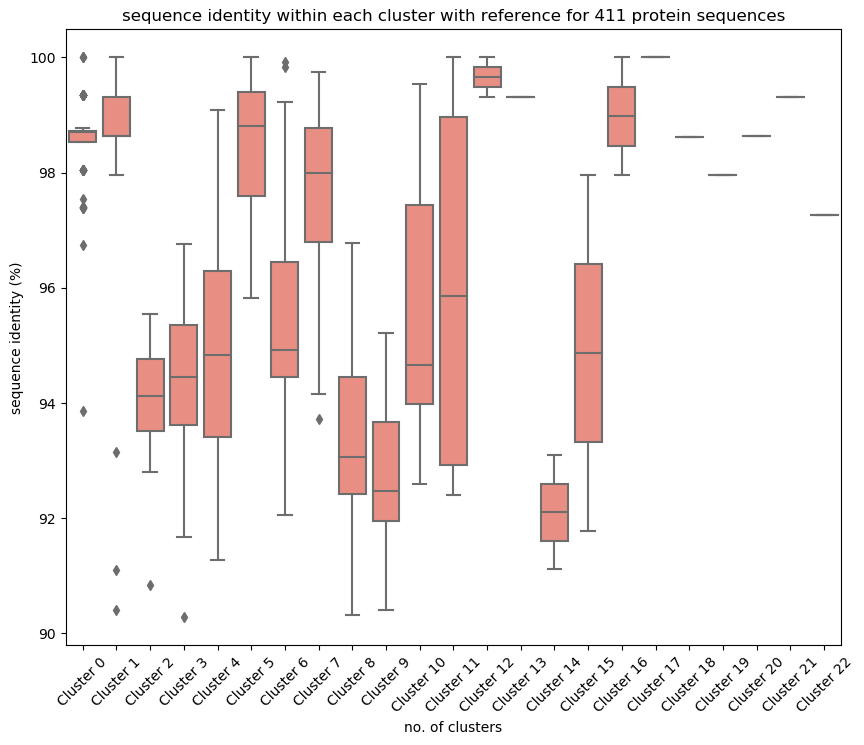 sequence identity within each cluster with reference for 411 protein sequences
sequence identity (%)
100
98
96
94
92
90
Cluster 0
Cluster 1
Cluster 2
Cluster 3
Cluster 4
Cluster 5
Cluster 6
Cluster 7
Cluster 8
Cluster 9
Cluster 10
Cluster 11
Cluster 12
Cluster 13
Cluster 14
Cluster 15
Cluster 16
Cluster 17
Cluster 18
Cluster 19
Cluster 20
Cluster 21
Cluster 22
no. of clusters